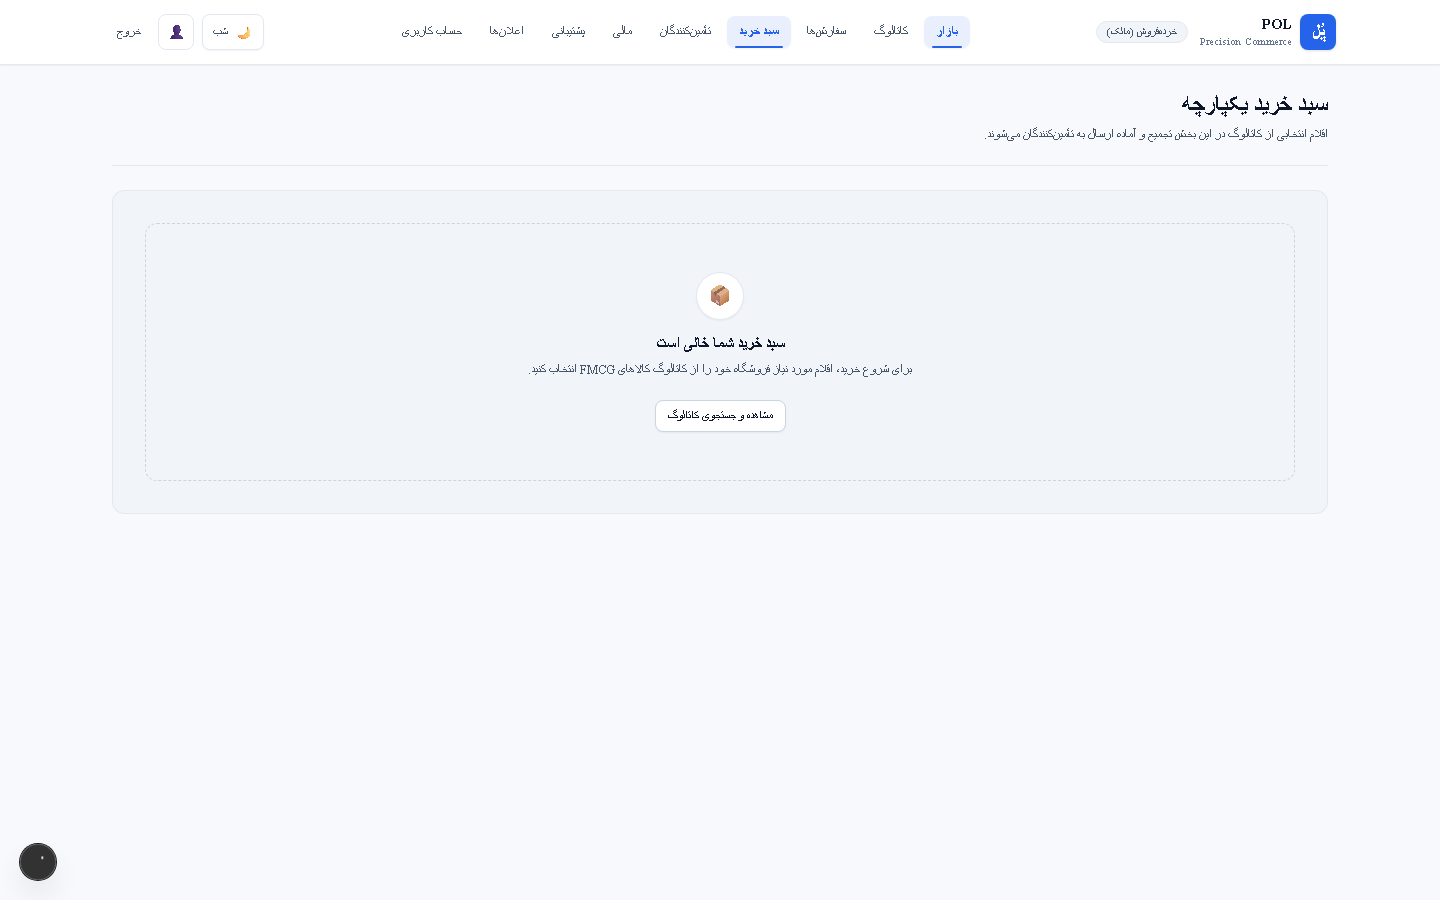 پُل
POL
Precision Commerce
خرده‌فروش (مالک)
بازار
کاتالوگ
سفارش‌ها
سبد خرید
تأمین‌کنندگان
مالی
پشتیبانی
اعلان‌ها
حساب کاربری
شب
خروج
سبد خرید یکپارچه
اقلام انتخابی از کاتالوگ در این بخش تجمیع و آماده ارسال به تأمین‌کنندگان می‌شوند.
سبد خرید شما خالی است
برای شروع خرید، اقلام مورد نیاز فروشگاه خود را از کاتالوگ کالاهای FMCG انتخاب کنید.
مشاهده و جستجوی کاتالوگ